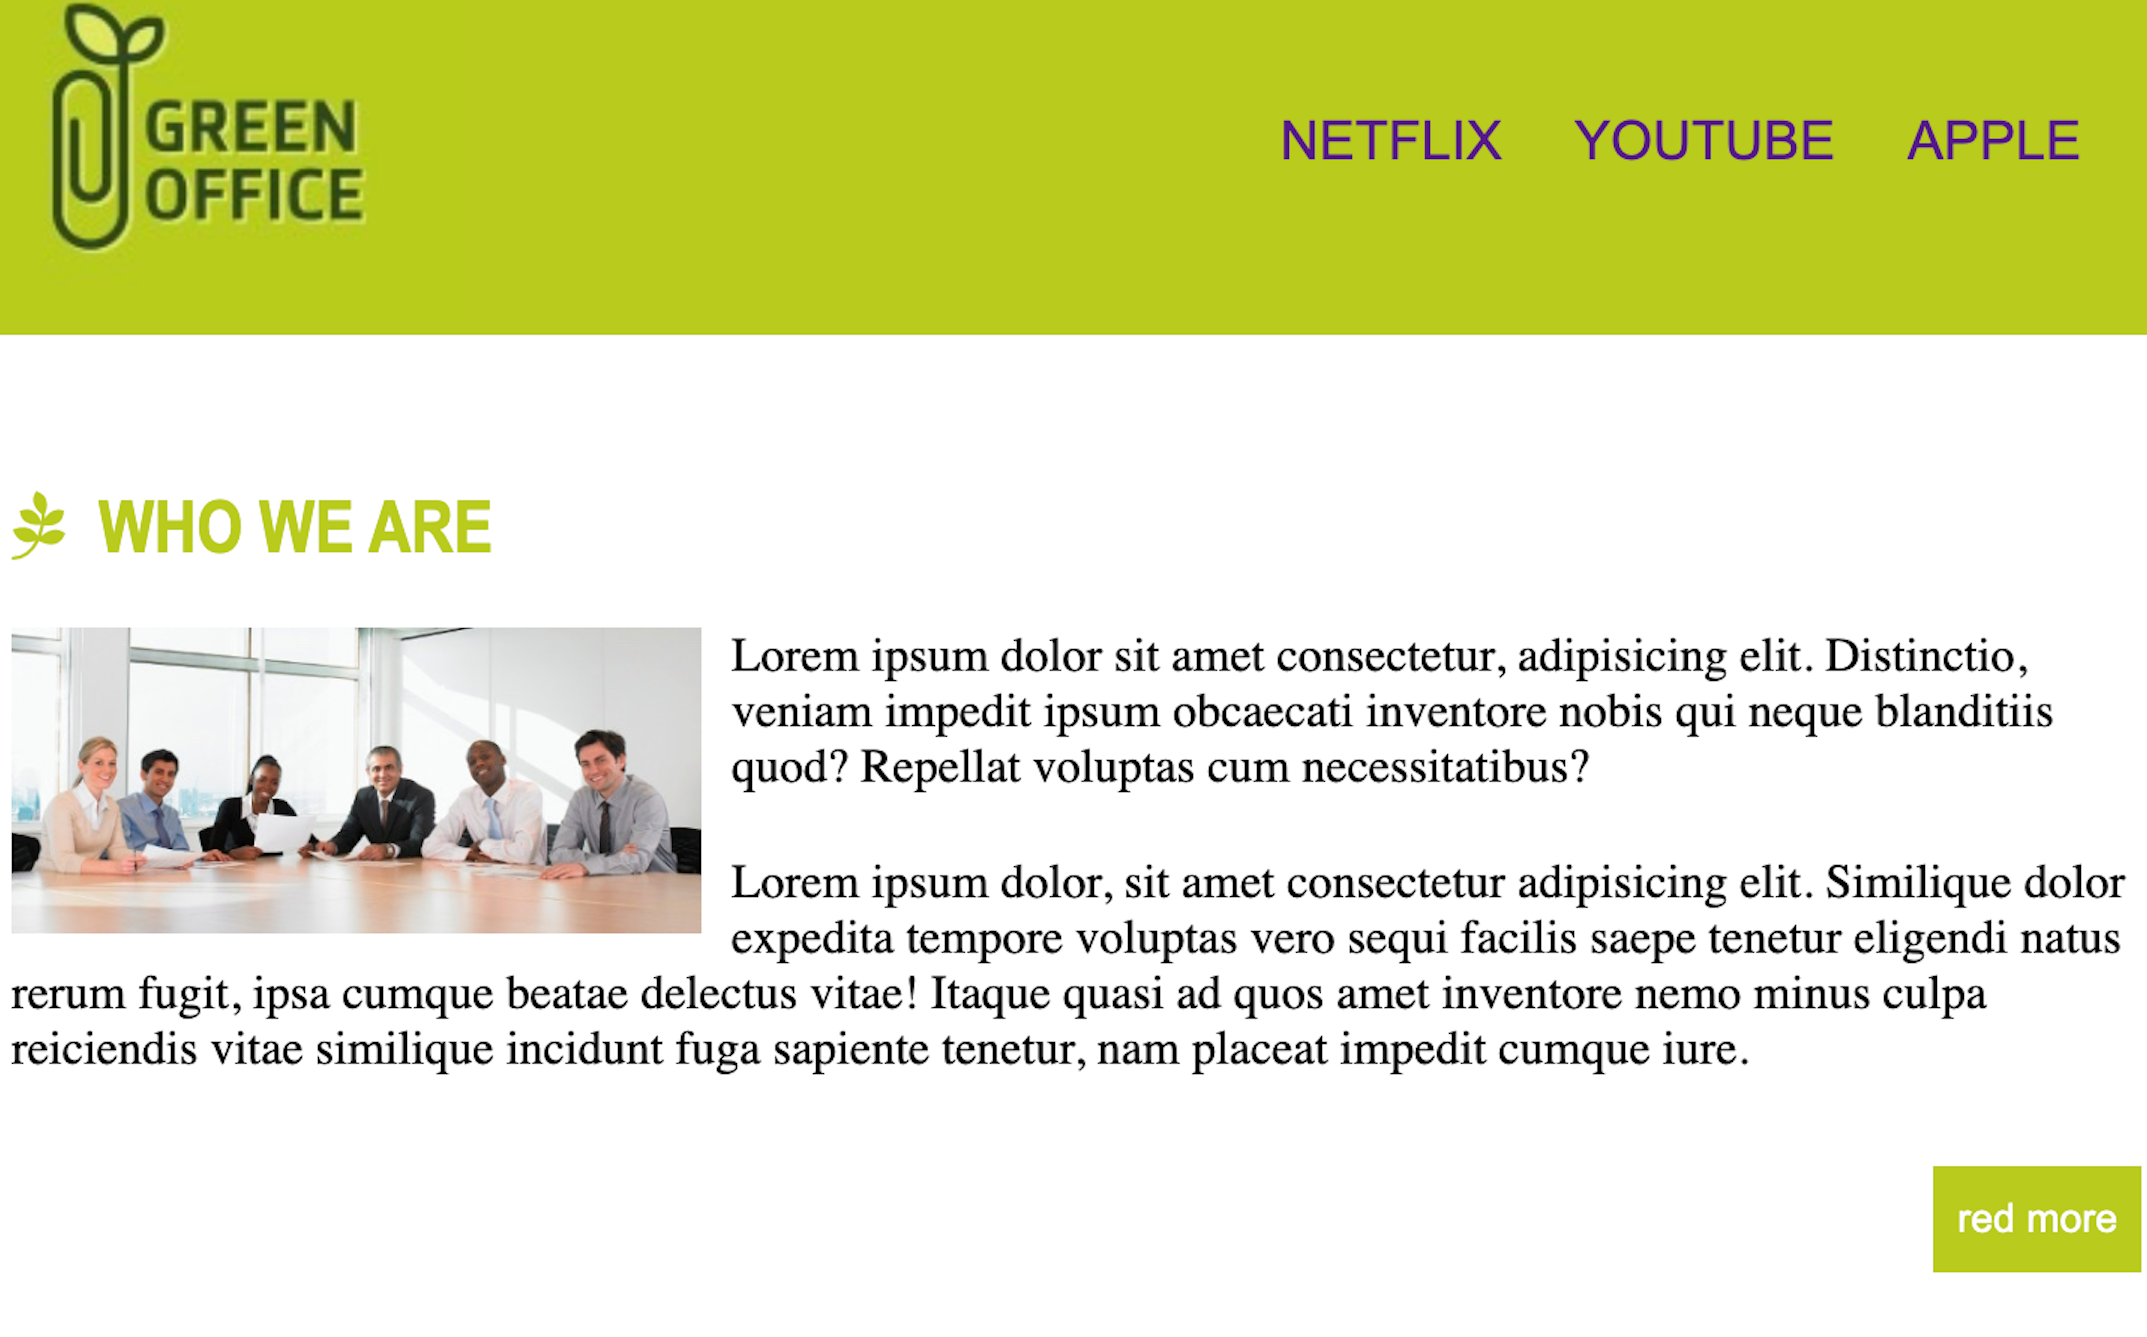 GREEN
OFFICE
NETFLIX YOUTUBE APPLE
WHO WE ARE
Lorem ipsum dolor sit amet consectetur, adipisicing elit. Distinctio,
veniam impedit ipsum obcaecati inventore nobis qui neque blanditiis
quod? Repellat voluptas cum necessitatibus?
Lorem ipsum dolor, sit amet consectetur adipisicing elit. Similique dolor
expedita tempore voluptas vero sequi facilis saepe tenetur eligendi natus
rerum fugit, ipsa cumque beatae delectus vitae! Itaque quasi ad quos amet inventore nemo minus culpa
reiciendis vitae similique incidunt fuga sapiente tenetur, nam placeat impedit cumque iure.
red more